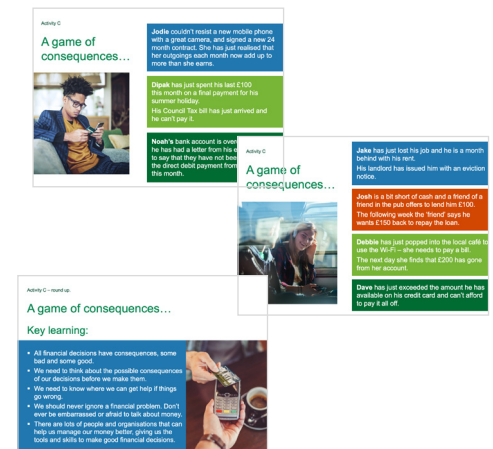 Activity C
A game of
consequences…
Jodie couldn't resist a new mobile phone
with a great camera, and signed a new 24
month contract. She has just realised that
her outgoings each month now add up to
more than she earns.
Dipak has just spent his last £100
this month on a final payment for his
summer holiday.
His Council Tax bill has just arrived and
he can't pay it.
Noah's bank account is over
he has had a letter from his e
to say that they have not bee
the direct debit payment from
this month.
Activity C
A game of
consequences…
Jake has just lost his job and he is a month
behind with his rent.
His landlord has issued him with an eviction
notice.
Josh is a bit short of cash and a friend of a
friend in the pub offers to lend him £100.
The following week the 'friend' says he
wants £150 back to repay the loan.
Debbie has just popped into the local café to
use the Wi-Fi – she needs to pay a bill.
The next day she finds that £200 has gone
from her account.
Dave has just exceeded the amount he has
available on his credit card and can't afford
to pay it all off.
Activity C – round up
A game of consequences…
Key learning:
• All financial decisions have consequences, some
bad and some good.
• We need to think about the possible consequences
of our decisions before we make them.
• We need to know where we can get help if things
go wrong.
• We should never ignore a financial problem. Don't
ever be embarrassed or afraid to talk about money.
• There are lots of people and organisations that can
help us manage our money better, giving us the
tools and skills to make good financial decisions.